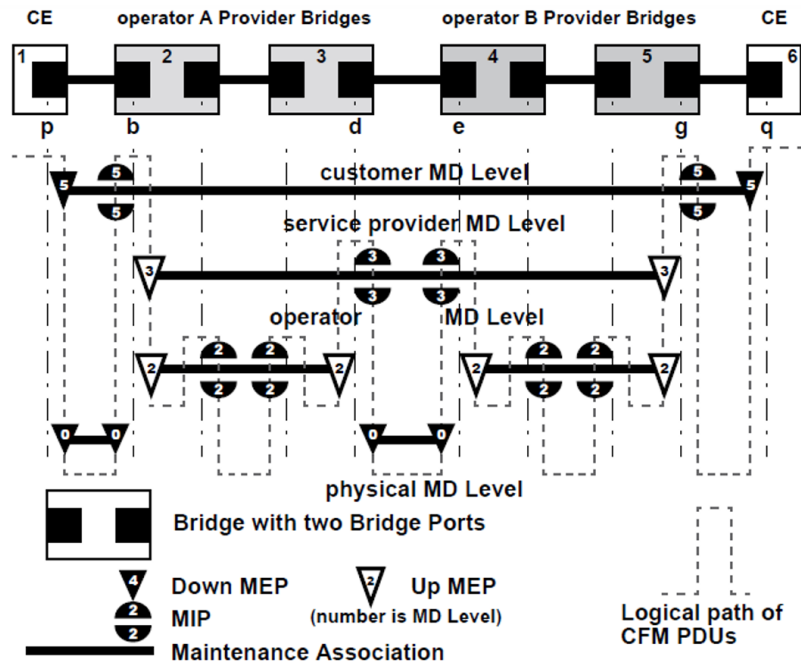 CE operator A Provider Bridges operator B Provider Bridges CE
1 2 3 4 5 6
p b d e g q
5 5 5 5
customer MD Level
5 5
service provider MD Level
3 3 3 3
3 3
operator MD Level
2 2 2 2 2 2 2 2
2 2 2 2
0 0 0 0
physical MD Level
Bridge with two Bridge Ports
4 Down MEP 2 Up MEP
2 MIP (number is MD Level)
2
Logical path of
CFM PDUs
Maintenance Association